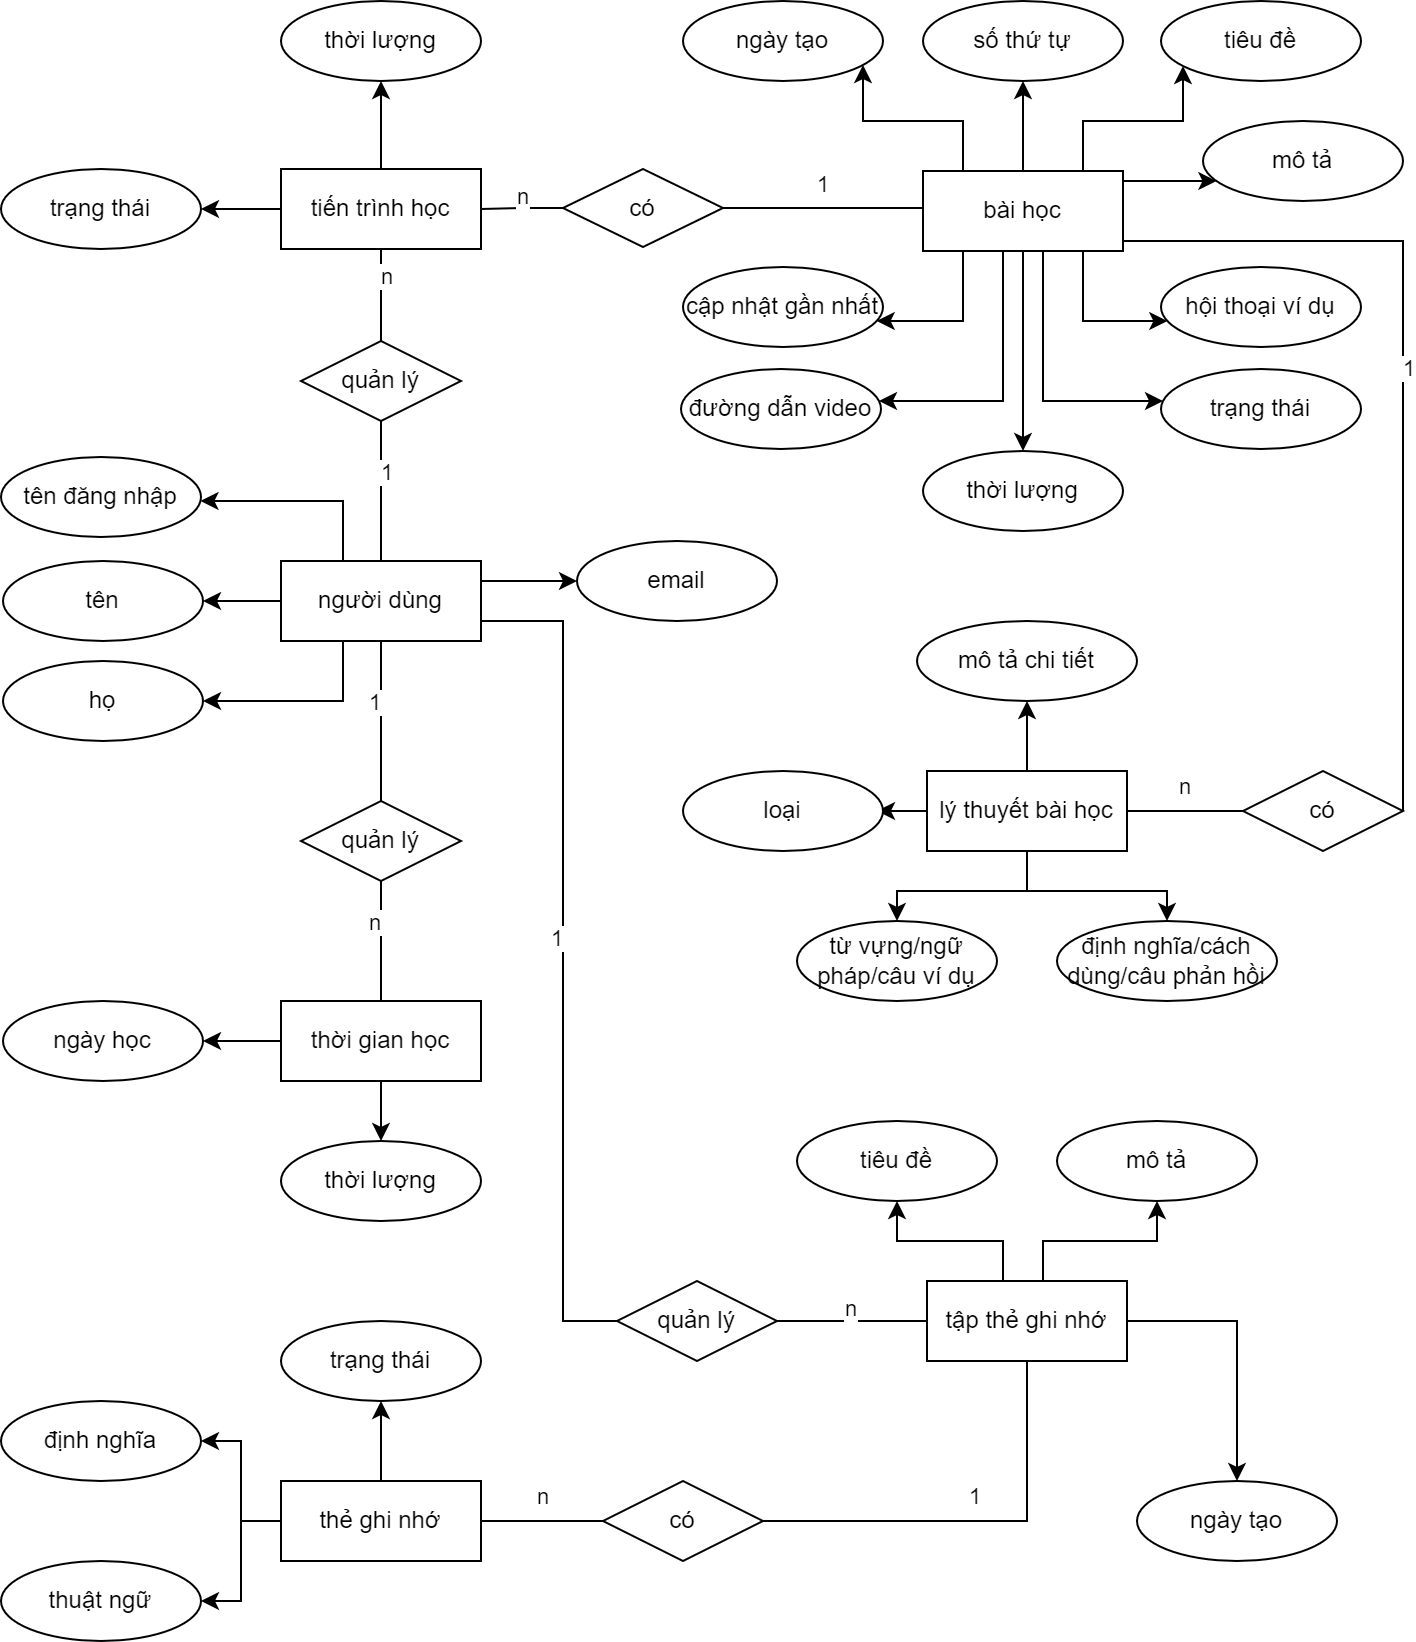 thời lượng
ngày tạo
số thứ tự
tiêu đề
mô tả
trạng thái
tiến trình học
n
có
1
bài học
n
cập nhật gần nhất
hội thoại ví dụ
1
quản lý
đường dẫn video
trạng thái
1
thời lượng
tên đăng nhập
email
tên
người dùng
họ
1
mô tả chi tiết
loại
lý thuyết bài học
n
có
quản lý
n
1
từ vựng/ngữ
pháp/câu ví dụ
định nghĩa/cách
dùng/câu phản hồi
ngày học
thời gian học
thời lượng
tiêu đề
mô tả
quản lý
n
tập thẻ ghi nhớ
trạng thái
định nghĩa
thẻ ghi nhớ
n
có
1
ngày tạo
thuật ngữ